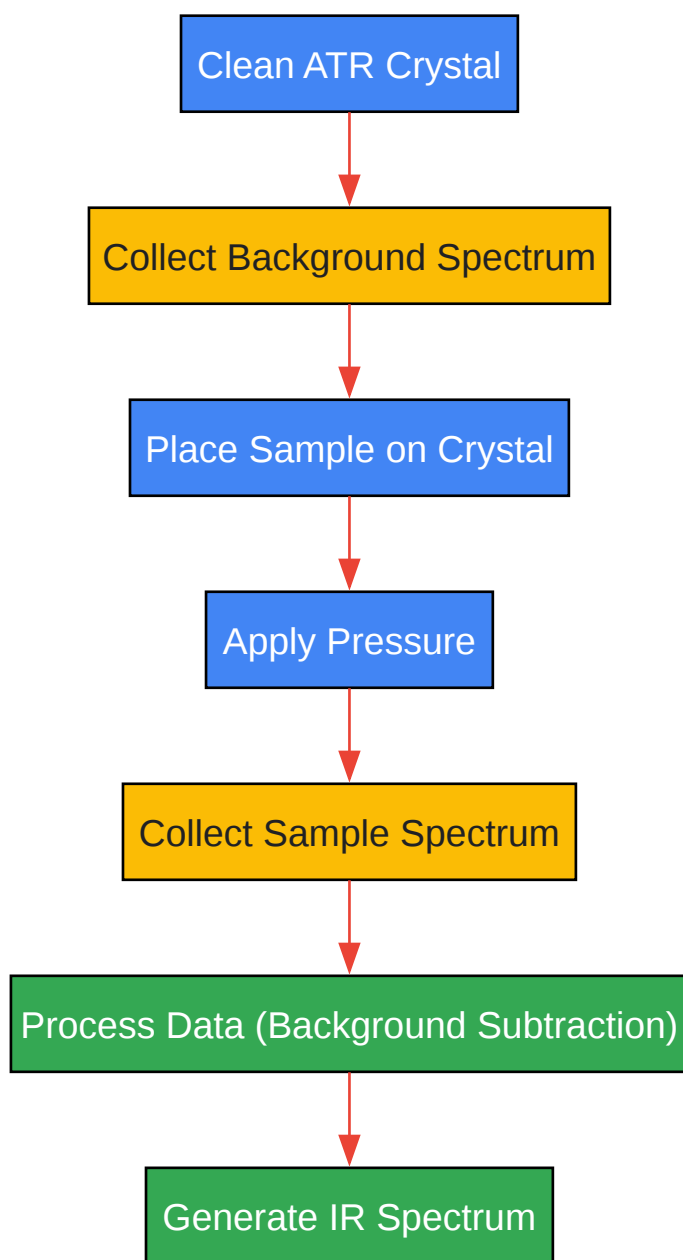 Clean ATR Crystal
Collect Background Spectrum
Place Sample on Crystal
Apply Pressure
Collect Sample Spectrum
Process Data (Background Subtraction)
Generate IR Spectrum